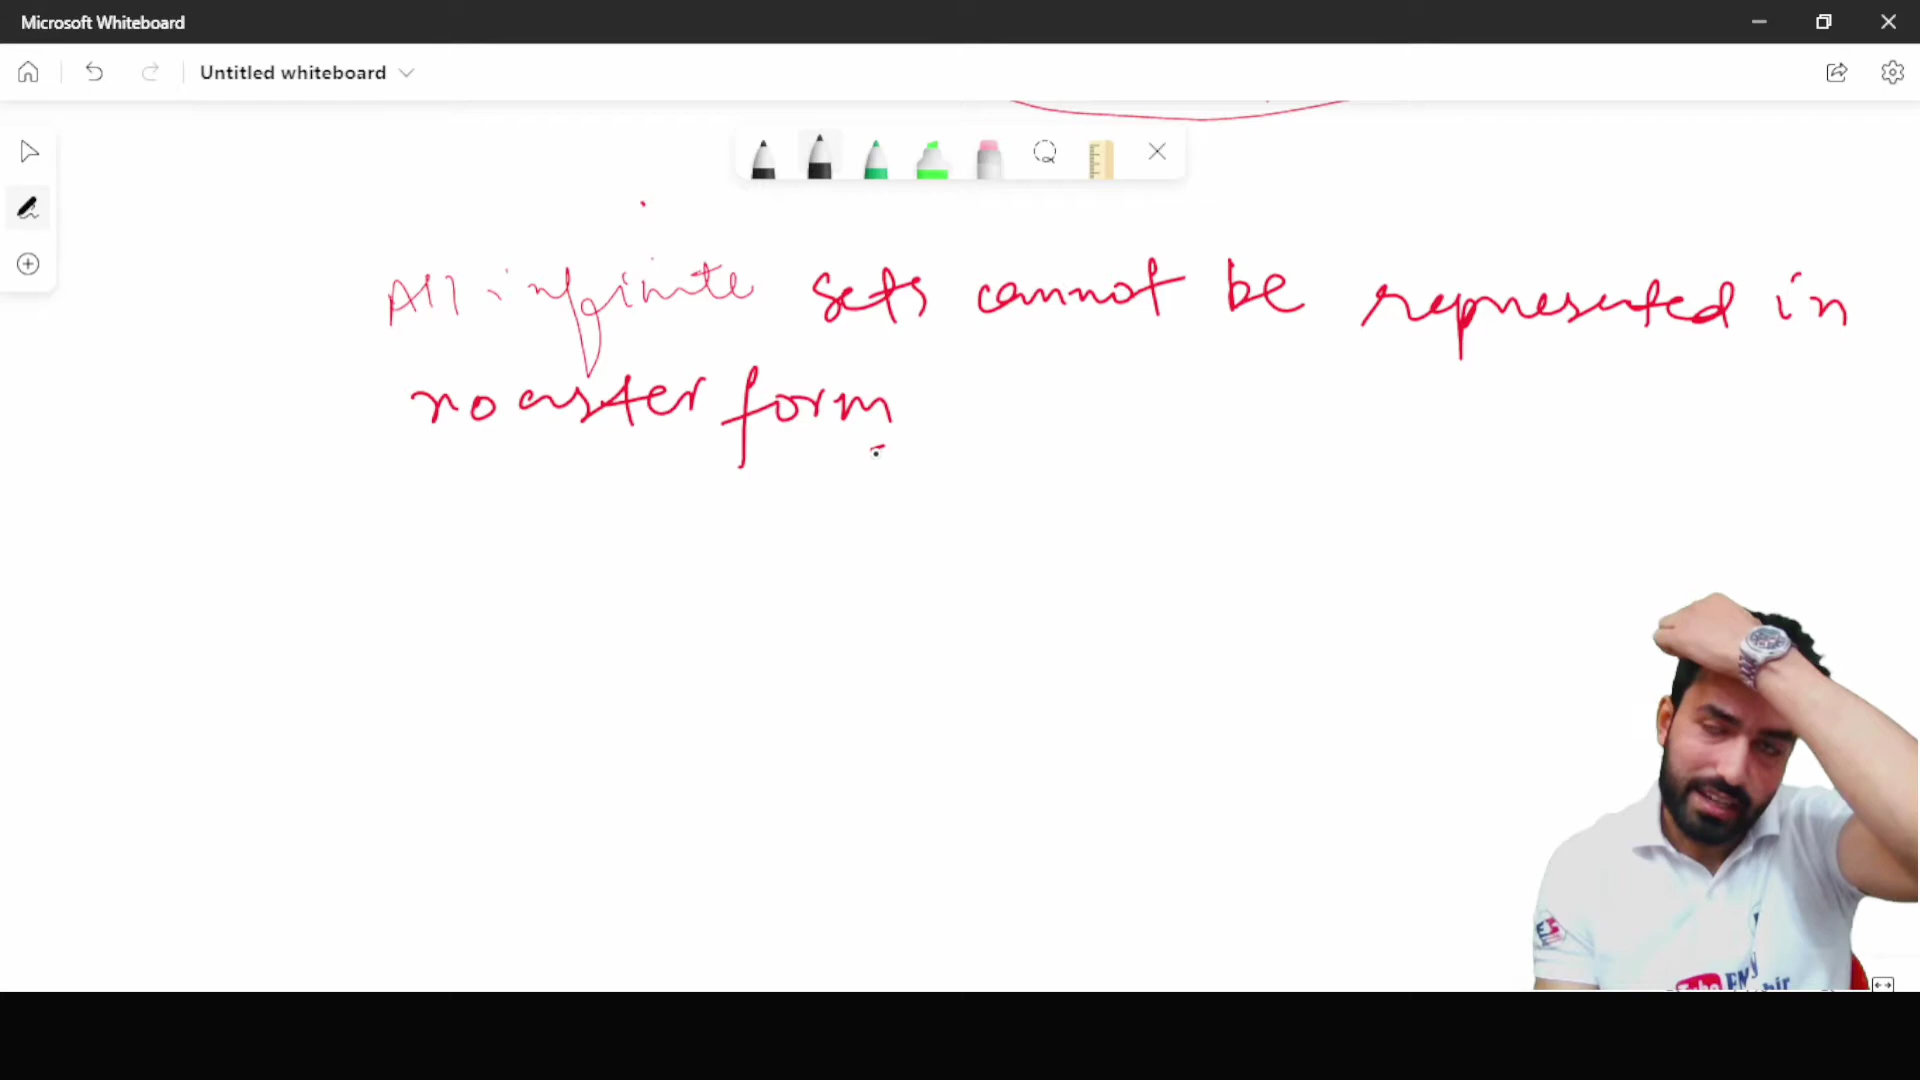 Microsoft Whiteboard
Untitled whiteboard
All infinite sets cannot be represented in
roaster form